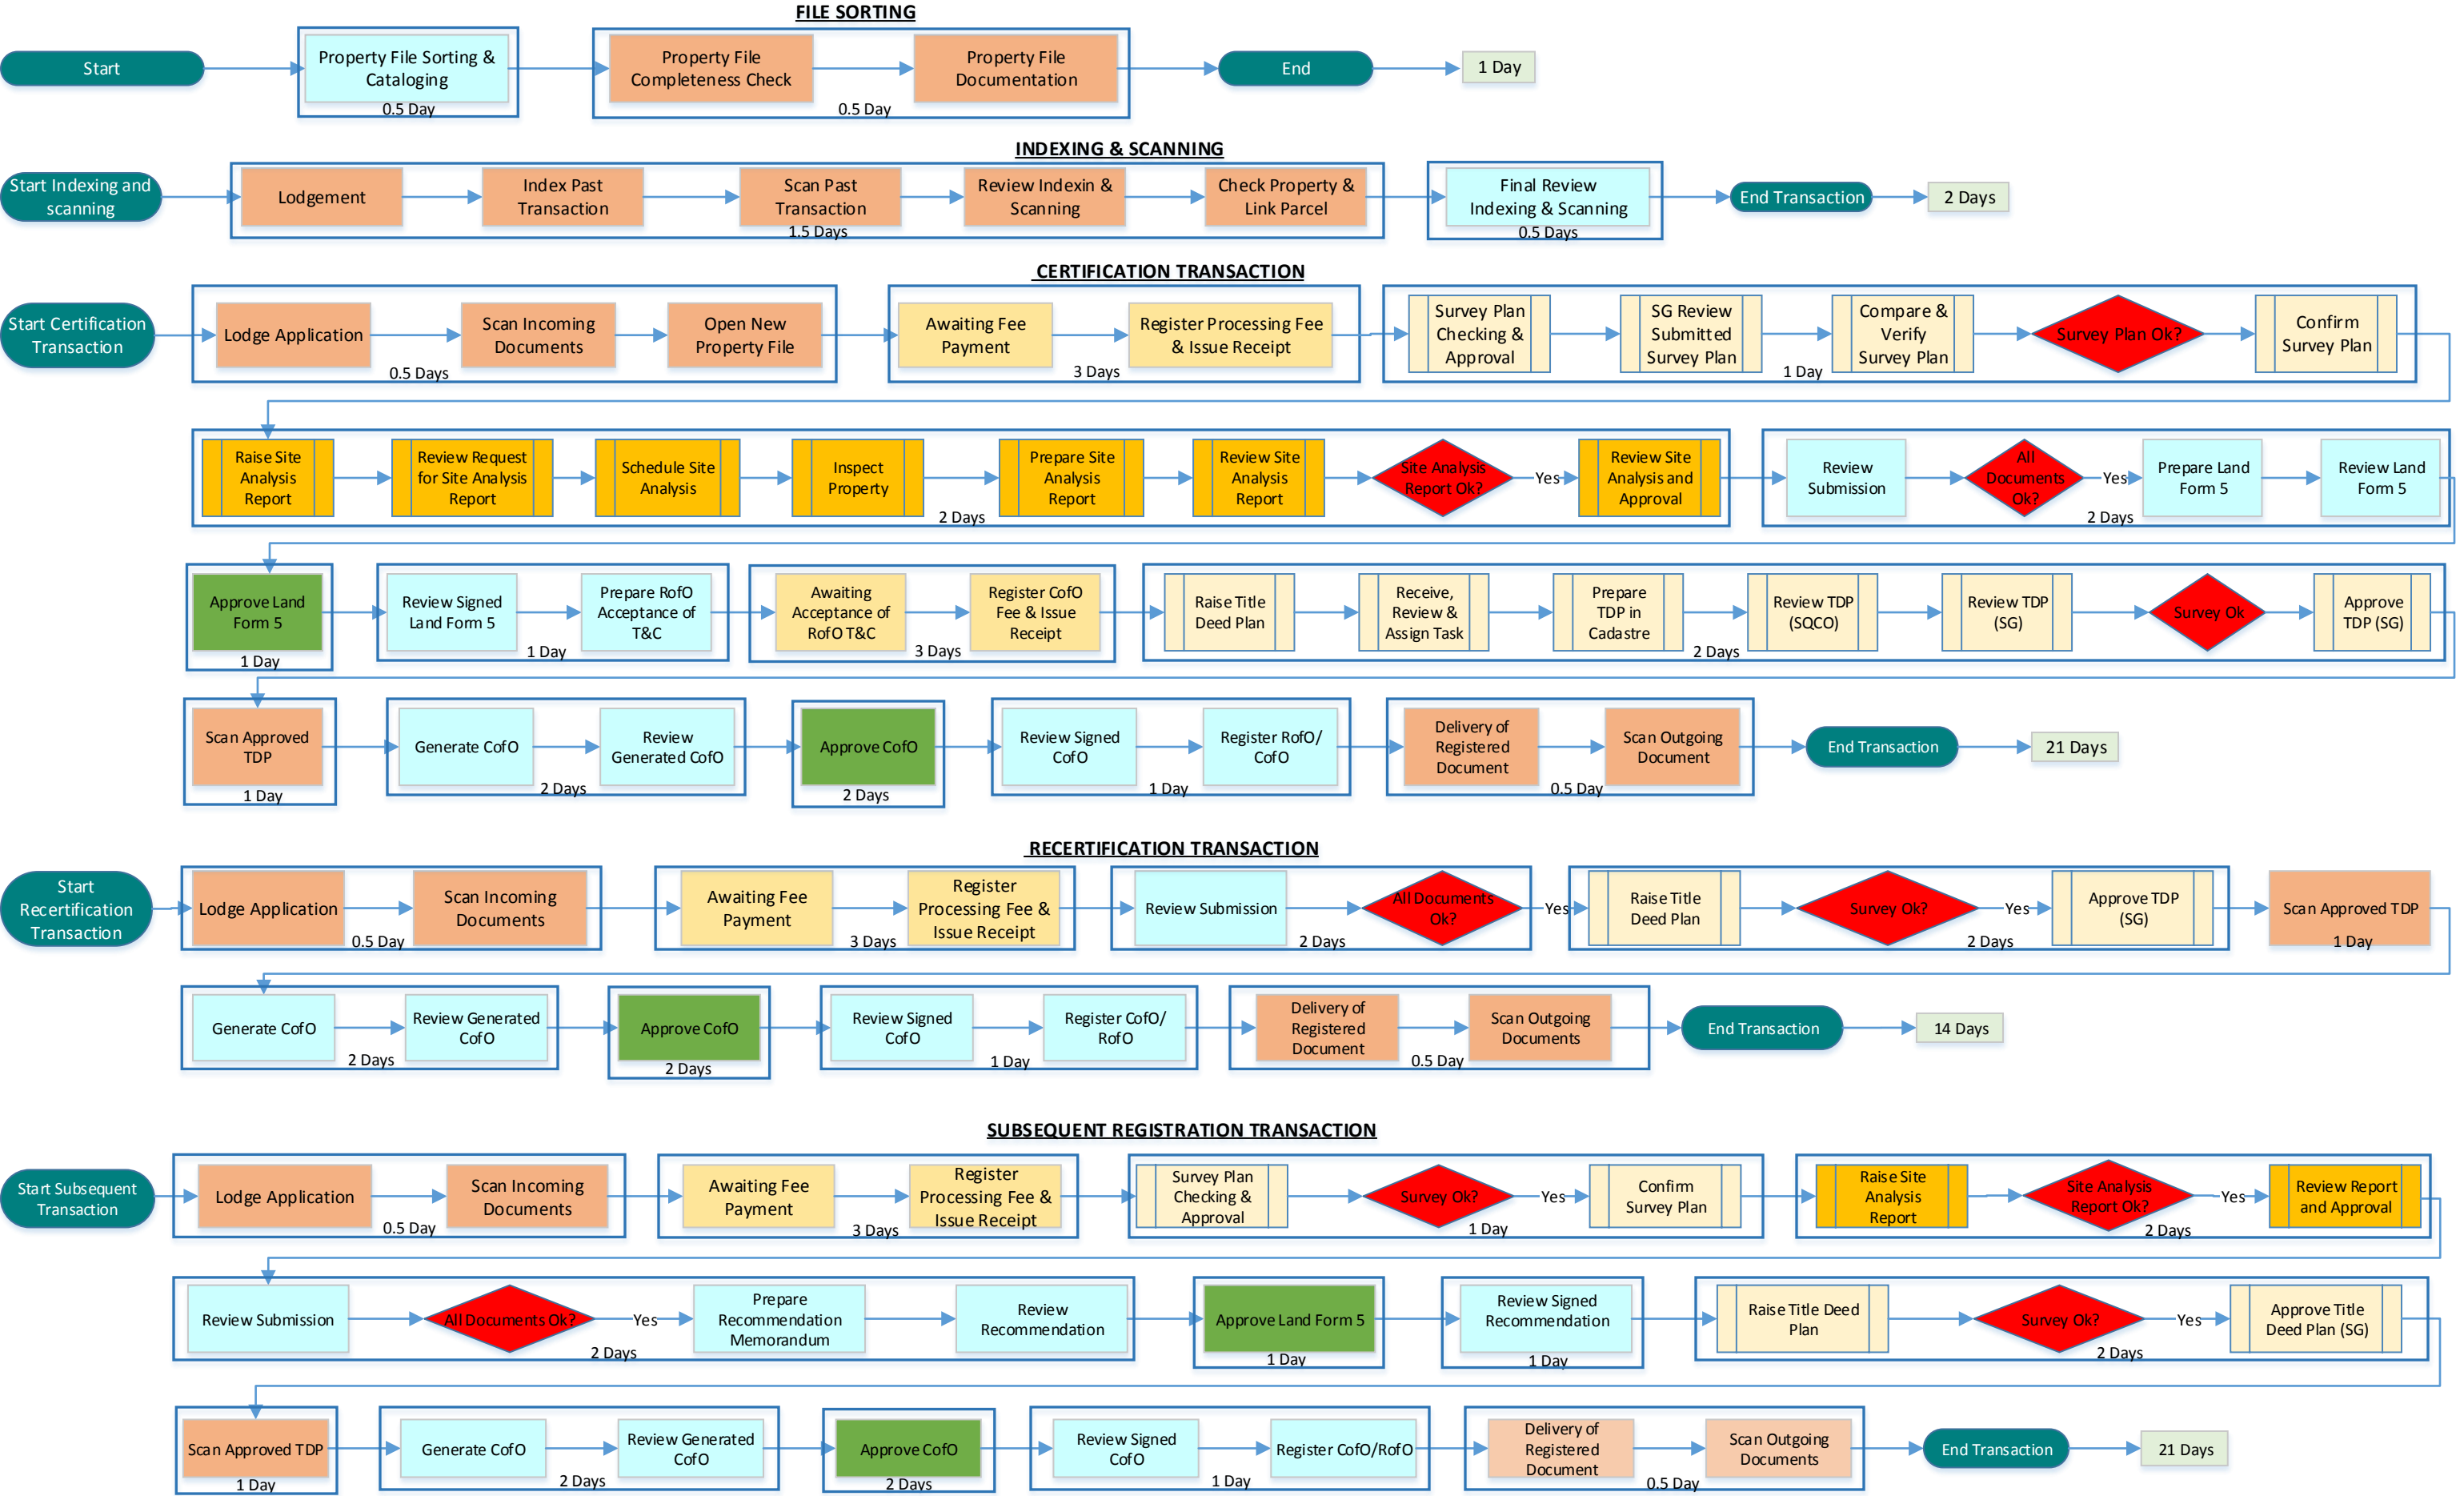 FILE SORTING
Start
Property File Sorting &
Cataloging
0.5 Day
Property File
Completeness Check
Property File
Documentation
0.5 Day
End
1 Day
INDEXING & SCANNING
Start Indexing and
scanning
Lodgement
Index Past
Transaction
Scan Past
Transaction
Review Indexin &
Scanning
Check Property &
Link Parcel
1.5 Days
Final Review
Indexing & Scanning
0.5 Days
End Transaction
2 Days
CERTIFICATION TRANSACTION
Start Certification
Transaction
Lodge Application
Scan Incoming
Documents
Open New
Property File
0.5 Days
Awaiting Fee
Payment
Register Processing Fee
& Issue Receipt
3 Days
Survey Plan
Checking &
Approval
SG Review
Submitted
Survey Plan
Compare &
Verify
Survey Plan
Survey Plan Ok?
Confirm
Survey Plan
1 Day
Raise Site
Analysis
Report
Review Request
for Site Analysis
Report
Schedule Site
Analysis
Inspect
Property
Prepare Site
Analysis
Report
Review Site
Analysis
Report
Site Analysis
Report Ok?
Yes
Review Site
Analysis and
Approval
2 Days
Review
Submission
All
Documents
Ok?
Yes
Prepare Land
Form 5
Review Land
Form 5
2 Days
Approve Land
Form 5
1 Day
Review Signed
Land Form 5
Prepare RofO
Acceptance of
T&C
1 Day
Awaiting
Acceptance of
RofO T&C
Register CofO
Fee & Issue
Receipt
3 Days
Raise Title
Deed Plan
Receive,
Review &
Assign Task
Prepare
TDP in
Cadastre
Review TDP
(SQCO)
Review TDP
(SG)
Survey Ok
Approve
TDP (SG)
2 Days
Scan Approved
TDP
1 Day
Generate CofO
Review
Generated CofO
2 Days
Approve CofO
2 Days
Review Signed
CofO
Register RofO/
CofO
1 Day
Delivery of
Registered
Document
Scan Outgoing
Document
0.5 Day
End Transaction
21 Days
RECERTIFICATION TRANSACTION
Start
Recertification
Transaction
Lodge Application
Scan Incoming
Documents
0.5 Day
Awaiting Fee
Payment
Register
Processing Fee &
Issue Receipt
3 Days
Review Submission
All Documents
Ok?
2 Days
Yes
Raise Title
Deed Plan
Survey Ok?
Yes
Approve TDP
(SG)
2 Days
Scan Approved TDP
1 Day
Generate CofO
Review Generated
CofO
2 Days
Approve CofO
2 Days
Review Signed
CofO
Register CofO/
RofO
1 Day
Delivery of
Registered
Document
Scan Outgoing
Documents
0.5 Day
End Transaction
14 Days
SUBSEQUENT REGISTRATION TRANSACTION
Start Subsequent
Transaction
Lodge Application
Scan Incoming
Documents
0.5 Day
Awaiting Fee
Payment
Register
Processing Fee &
Issue Receipt
3 Days
Survey Plan
Checking &
Approval
Survey Ok?
Yes
Confirm
Survey Plan
1 Day
Raise Site
Analysis
Report
Site Analysis
Report Ok?
Yes
Review Report
and Approval
2 Days
Review Submission
All Documents Ok?
Yes
Prepare
Recommendation
Memorandum
Review
Recommendation
2 Days
Approve Land Form 5
1 Day
Review Signed
Recommendation
1 Day
Raise Title Deed
Plan
Survey Ok?
Yes
Approve Title
Deed Plan (SG)
2 Days
Scan Approved TDP
1 Day
Generate CofO
Review Generated
CofO
2 Days
Approve CofO
2 Days
Review Signed
CofO
Register CofO/RofO
1 Day
Delivery of
Registered
Document
Scan Outgoing
Documents
0.5 Day
End Transaction
21 Days